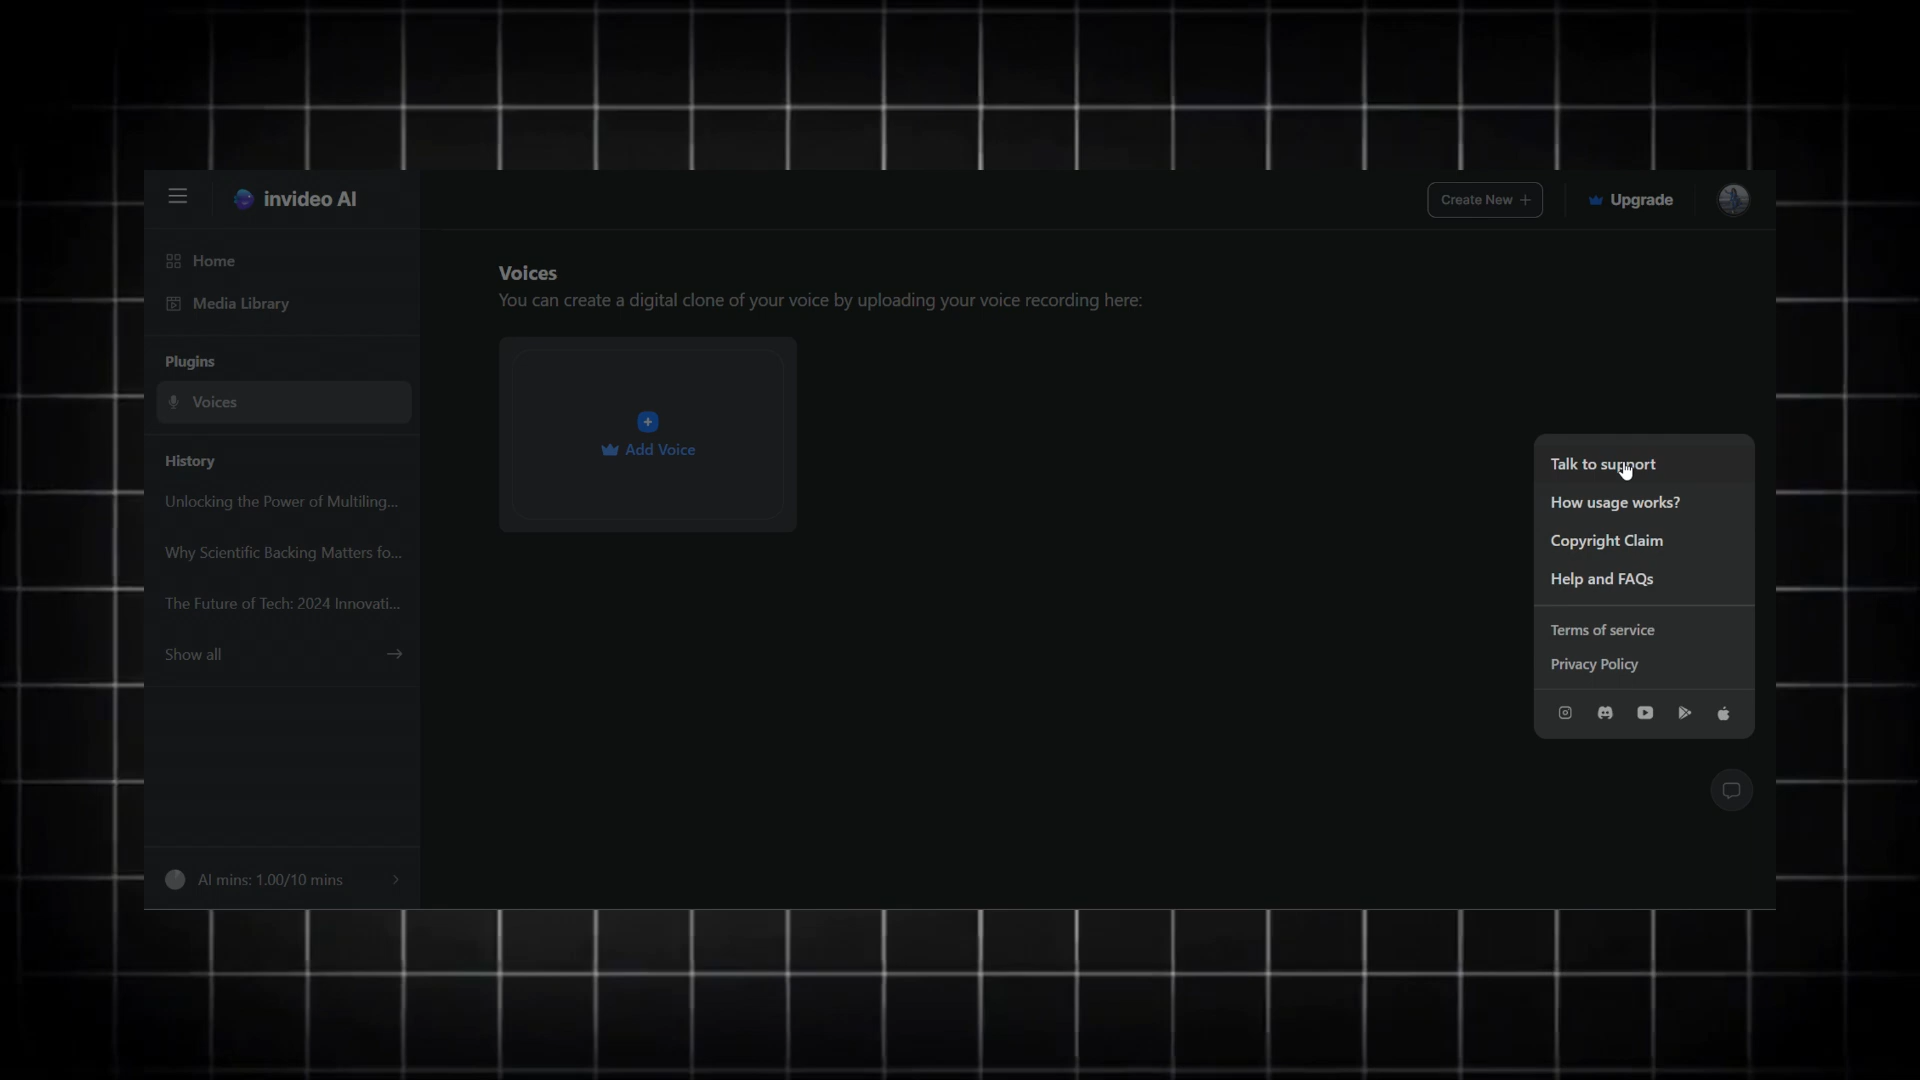 invideo AI
Create New +
Upgrade
Home
Media Library
Plugins
Voices
History
Unlocking the Power of Multiling...
Why Scientific Backing Matters fo...
The Future of Tech: 2024 Innovati...
Show all
AI mins: 1.00/10 mins
Voices
You can create a digital clone of your voice by uploading your voice recording here:
Add Voice
Talk to support
How usage works?
Copyright Claim
Help and FAQs
Terms of service
Privacy Policy